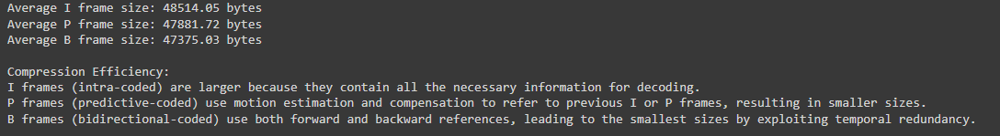 Average I frame size: 48514.05 bytes
Average P frame size: 47881.72 bytes
Average B frame size: 47375.03 bytes
Compression Efficiency:
I frames (intra-coded) are larger because they contain all the necessary information for decoding.
P frames (predictive-coded) use motion estimation and compensation to refer to previous I or P frames, resulting in smaller sizes.
B frames (bidirectional-coded) use both forward and backward references, leading to the smallest sizes by exploiting temporal redundancy.